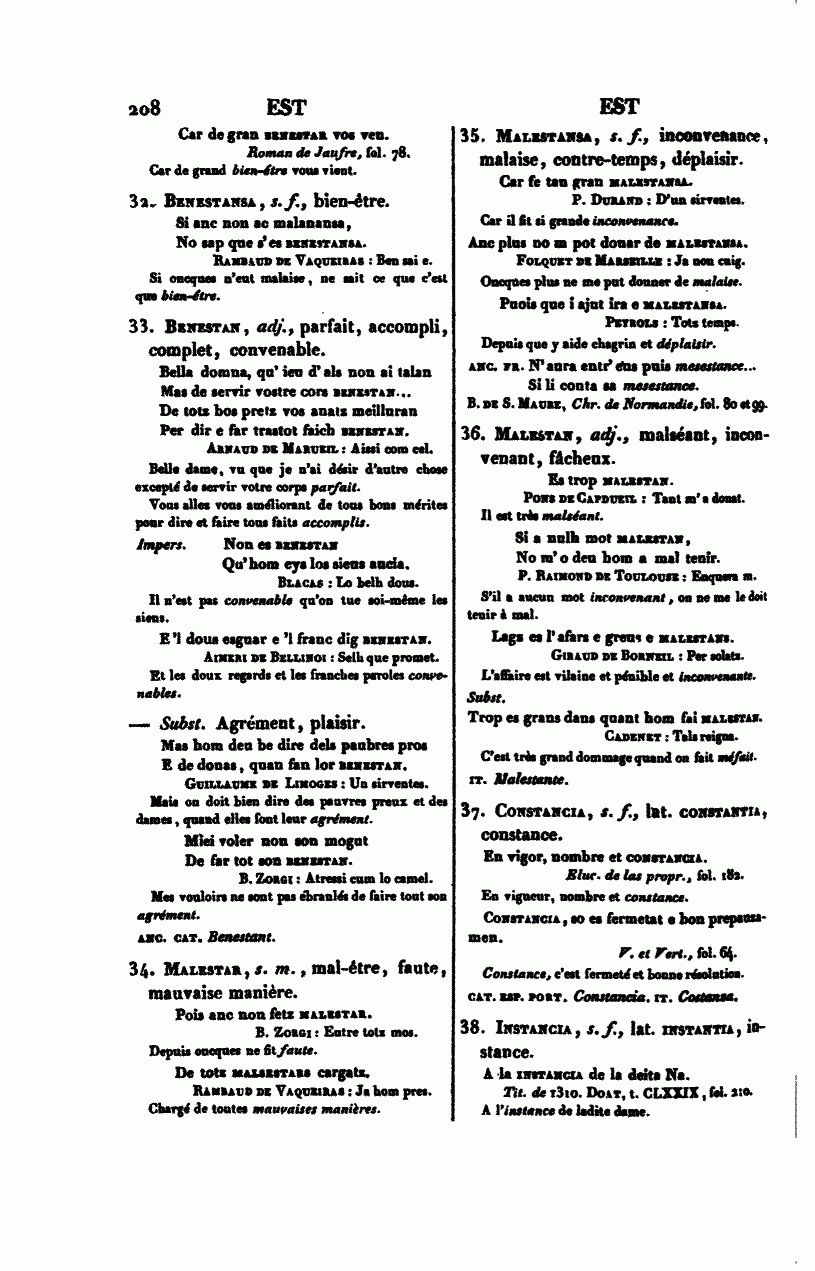 208 EST
Car de gran BENESTAR vos ven.
Roman de Jaufre, fol. 78.
Car de grand bien-être vous vient.
32. BENESTANSA, s. f., bien-être.
Si anc non ac malanansa,
No sap que s'es BENESTANSA.
RAMBAUD DE VAQUEIRAS : Ben sai e.
Si oncques n'eut malaise, ne sait ce que c'est
que bien-être.
33. BENESTAN, adj., parfait, accompli,
complet, convenable.
Bella domna, qu' ieu d' als non ai talan
Mas de servir vostre cors BENESTAN...
De totz bos pretz vos anatz meilluran
Per dir e far trastot faich BENESTAN.
ARNAUD DE MARUEIL : Aissi com cel.
Belle dame, vu que je n'ai désir d'autre chose
excepté de servir votre corps parfait.
Vous alles vous améliorant de tous bons mérites
pour dire et faire tous faits accomplis.
Impers. Non es BENESTAN
Qu' hom eys los siens aucia.
BLACAS : Lo belh dous.
Il n'est pas convenable qu'on tue soi-même les
siens.
E 'l dous esguar e 'l franc dig BENESTAN.
AIMERI DE BELLINOI : Selh que promet.
Et les doux regards et les franches paroles conve-
nables.
— Subst. Agrément, plaisir.
Mas hom deu be dire dels paubres pros
E de donas, quan fan lor BENESTAN.
GUILLAUME DE LIMOGES : Un sirventes.
Mais on doit bien dire des pauvres preux et des
dames, quand elles font leur agrément.
Miei voler non son mogut
De far tot son BENESTAN.
B. ZORGI : Atressi cum lo camel.
Mes vouloirs ne sont pas ébranlés de faire tout son
agrément.
ANC. CAT. Benestant.
34. MALESTAR, s. m., mal-être, faute,
mauvaise manière.
Pois anc non fetz MALESTAR.
B. ZORGI : Entre totz mos.
Depuis oncques ne fit faute.
De totz MALSESTARS cargatz.
RAMBAUD DE VAQUEIRAS : Ja hom pres.
Chargé de toutes mauvaises manières.
EST
35. MALESTANSA, s. f., inconvenance,
malaise, contre-temps, déplaisir.
Car fe tan gran MALESTANSA.
P. DURAND : D'un sirventes.
Car il fit si grande inconvenance.
Anc plus no m pot donar de MALESTANSA.
FOLQUET DE MARSEILLE : Ja non cuig.
Oncques plus ne me put donner de malaise.
Puois que i ajut ira e MALESTANSA.
PEYROLS : Tots temps.
Depuis que y aide chagrin et déplaisir.
ANC. FR. N'aura entr' eus puis mesestance...
Si li conta sa mesestance.
B. DE S. MAURE, Chr. de Normandie, fol. 80 et 99.
36. MALESTAN, adj., malséant, incon-
venant, fâcheux.
Es trop MALESTAN.
PONS DE CAPDUEIL : Tant m' a donat.
Il est très malséant.
Si a nulh mot MALESTAN,
No m' o deu hom a mal tenir.
P. RAIMOND DE TOULOUSE : Enquera m.
S'il a aucun mot inconvenant, on ne me le doit
tenir à mal.
Lags es l' afars e greus e MALESTANS.
GIRAUD DE BORNEIL : Per solatz.
L'affaire est vilaine et pénible et inconvenante.
Subst.
Trop es grans dans quant hom fai MALESTAN.
CADENET : Tals reigna.
C'est très grand dommage quand on fait méfait.
IT. Malestante.
37. CONSTANCIA, s. f., lat. CONSTANTIA,
constance.
En vigor, nombre et CONSTANCIA.
Eluc. de las propr., fol. 182.
En vigueur, nombre et constance.
CONSTANCIA, so es fermetat e bon prepausa-
men.
V. et Vert., fol. 64.
Constance, c'est fermeté et bonne résolution.
CAT. ESP. PORT. Constancia. IT. Costanza.
38. INSTANCIA, s. f., lat. INSTANTIA, in-
stance.
A la INSTANCIA de la deita Na.
Tit. de 1310. DOAT, t. CLXXIX, fol. 210.
A l'instance de ladite dame.